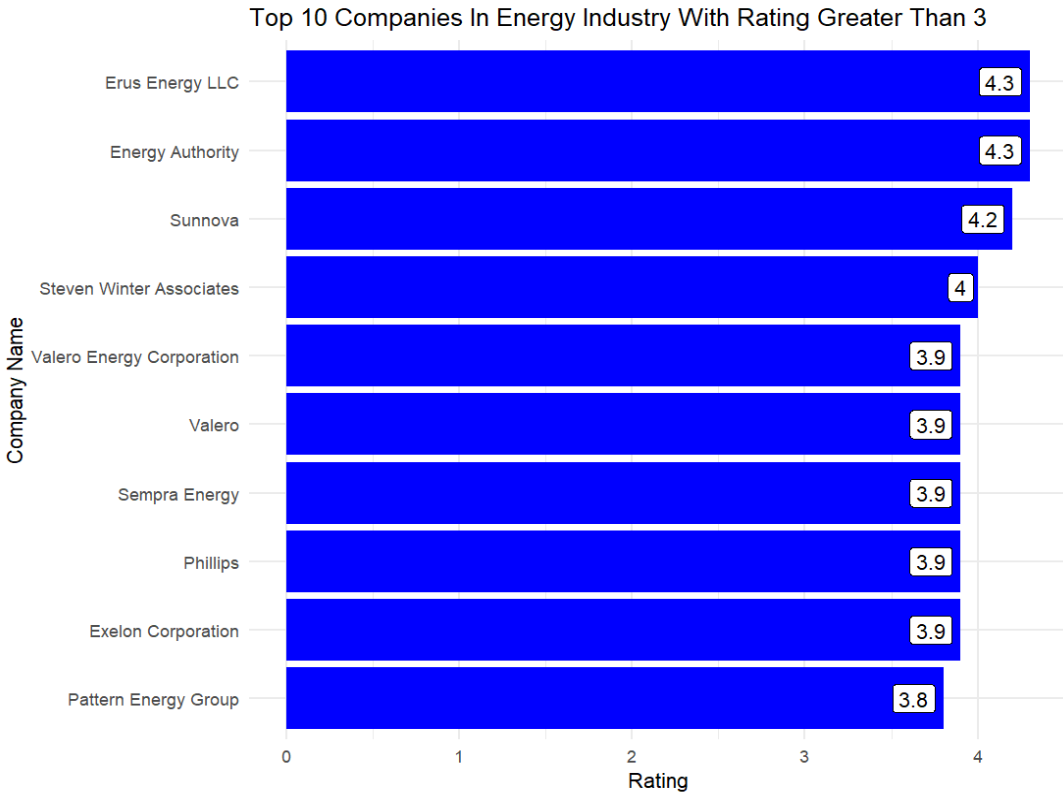 Top 10 Companies In Energy Industry With Rating Greater Than 3
Company Name
Erus Energy LLC 4.3
Energy Authority 4.3
Sunnova 4.2
Steven Winter Associates 4
Valero Energy Corporation 3.9
Valero 3.9
Sempra Energy 3.9
Phillips 3.9
Exelon Corporation 3.9
Pattern Energy Group 3.8
0 1 2 3 4
Rating